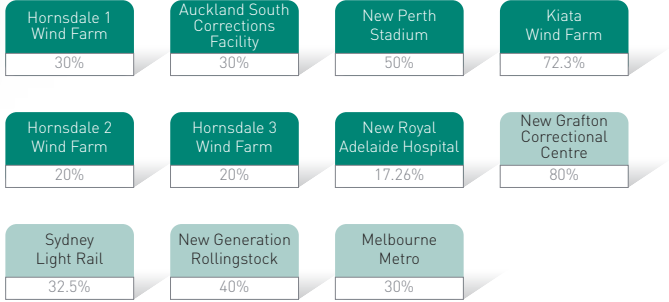 Hornsdale 1
Wind Farm
30%
Auckland South
Corrections
Facility
30%
New Perth
Stadium
50%
Kiata
Wind Farm
72.3%
Hornsdale 2
Wind Farm
20%
Hornsdale 3
Wind Farm
20%
New Royal
Adelaide Hospital
17.26%
New Grafton
Correctional
Centre
80%
Sydney
Light Rail
32.5%
New Generation
Rollingstock
40%
Melbourne
Metro
30%